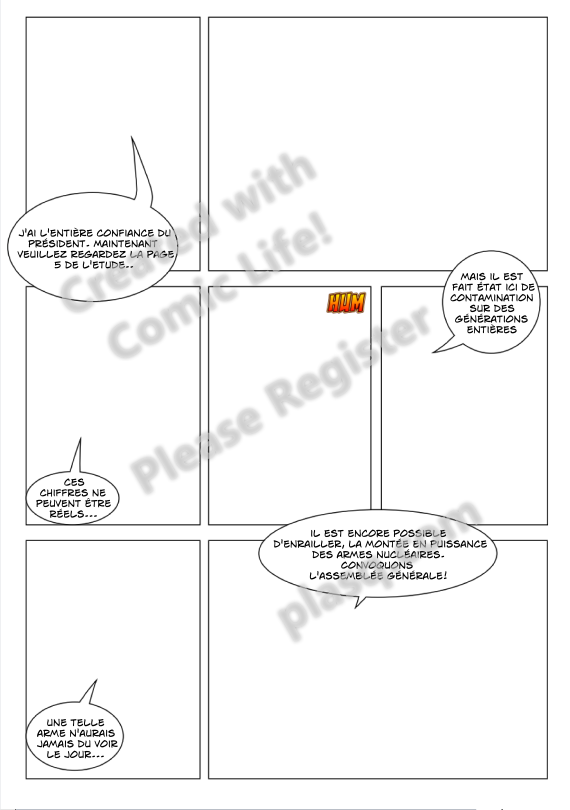 J'AI L'ENTIÈRE CONFIANCE DU
PRÉSIDENT. MAINTENANT
VEUILLEZ REGARDEZ LA PAGE
5 DE L'ETUDE..
CES
CHIFFRES NE
PEUVENT ÊTRE
RÉELS...
HUM
MAIS IL EST
FAIT ÉTAT ICI DE
CONTAMINATION
SUR DES
GÉNÉRATIONS
ENTIÈRES
UNE TELLE
ARME N'AURAIS
JAMAIS DU VOIR
LE JOUR...
IL EST ENCORE POSSIBLE
D'ENRAILLER, LA MONTÉE EN PUISSANCE
DES ARMES NUCLÉAIRES.
CONVOQUONS
L'ASSEMBLÉE GÉNÉRALE!
Created with
Comic Life!
Please Register
plasq.com